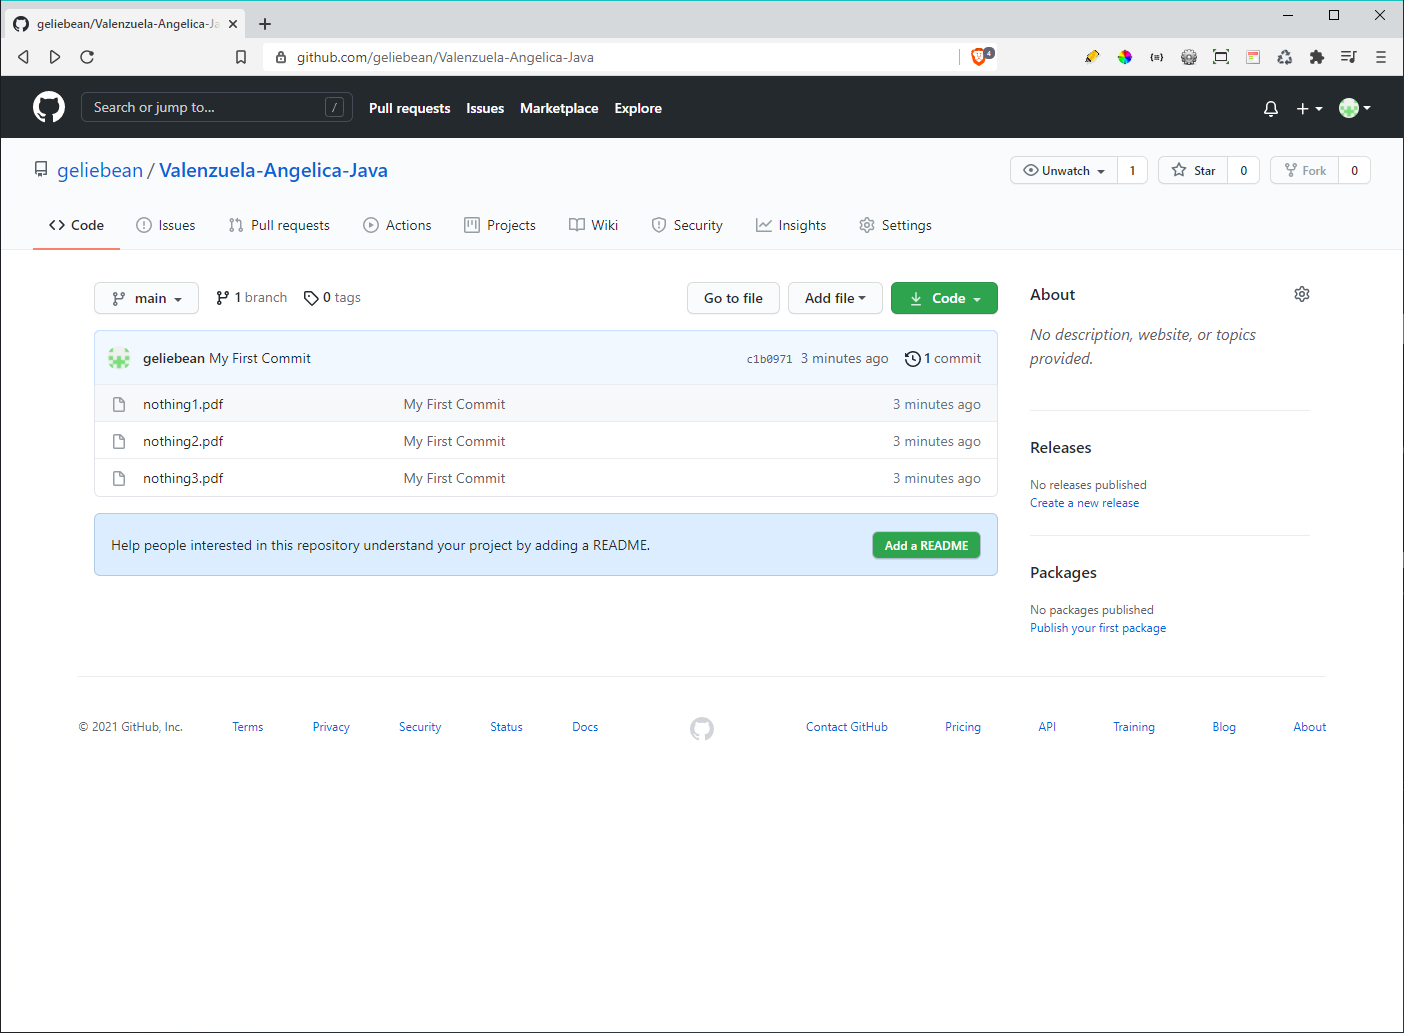 geliebean/Valenzuela-Angelica-Ja
github.com/geliebean/Valenzuela-Angelica-Java
4
Search or jump to...
/
Pull requests
Issues
Marketplace
Explore
geliebean / Valenzuela-Angelica-Java
Unwatch 1
Star 0
Fork 0
Code
Issues
Pull requests
Actions
Projects
Wiki
Security
Insights
Settings
main
1 branch
0 tags
Go to file
Add file
Code
geliebean My First Commit c1b0971 3 minutes ago 1 commit
nothing1.pdf My First Commit 3 minutes ago
nothing2.pdf My First Commit 3 minutes ago
nothing3.pdf My First Commit 3 minutes ago
Help people interested in this repository understand your project by adding a README.
Add a README
About
No description, website, or topics
provided.
Releases
No releases published
Create a new release
Packages
No packages published
Publish your first package
© 2021 GitHub, Inc.
Terms
Privacy
Security
Status
Docs
Contact GitHub
Pricing
API
Training
Blog
About